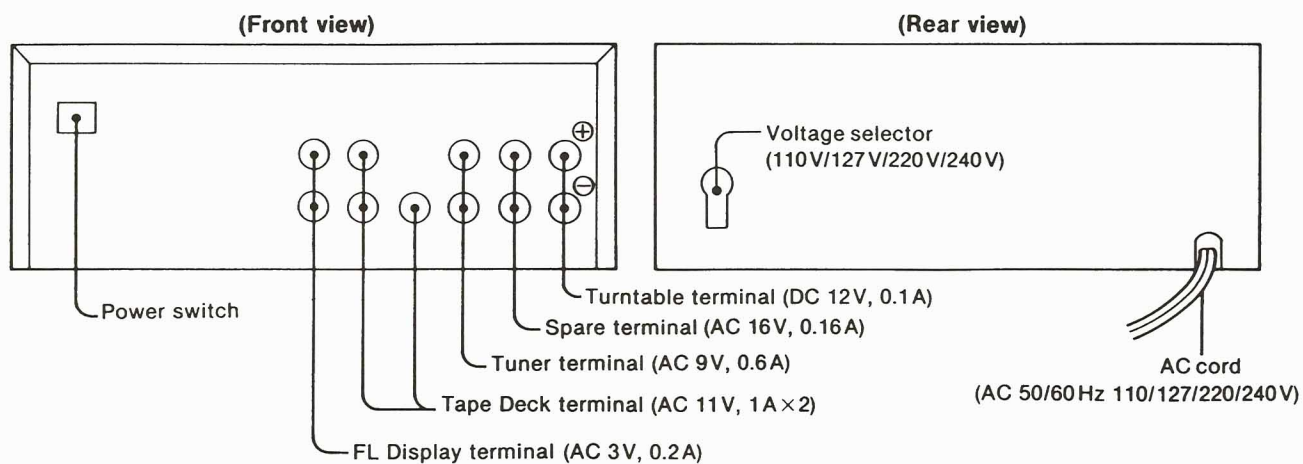 (Front view)
(Rear view)
⊕
⊖
Voltage selector
(110V/127V/220V/240V)
Power switch
Turntable terminal (DC 12V, 0.1A)
Spare terminal (AC 16V, 0.16A)
Tuner terminal (AC 9V, 0.6A)
Tape Deck terminal (AC 11V, 1A×2)
FL Display terminal (AC 3V, 0.2A)
AC cord
(AC 50/60Hz 110/127/220/240V)